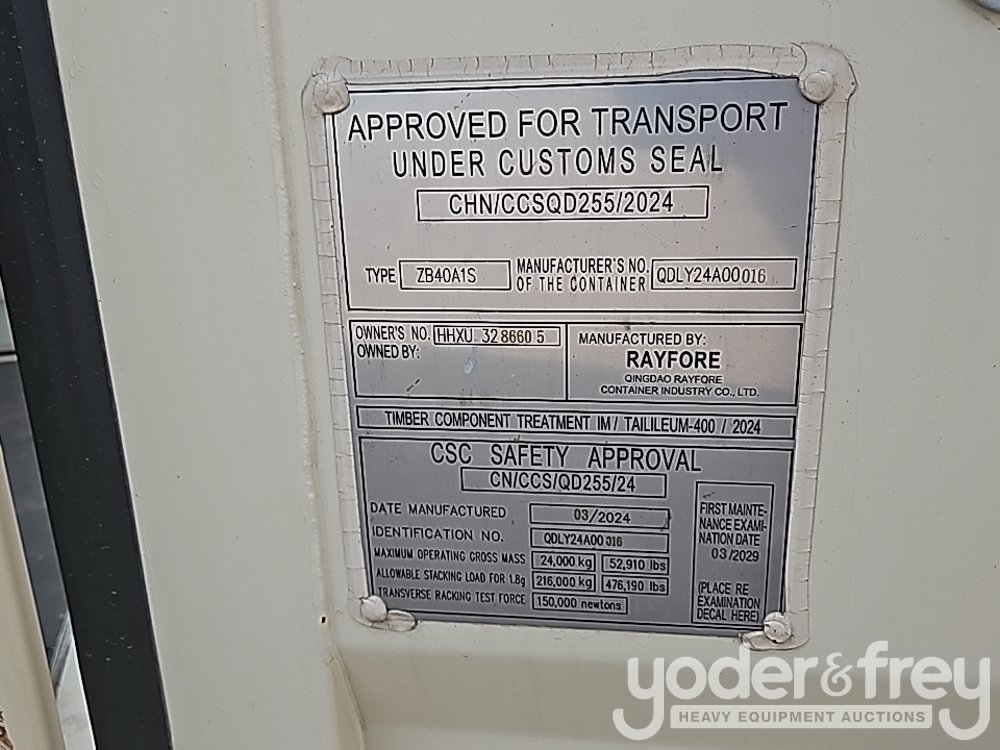 APPROVED FOR TRANSPORT
UNDER CUSTOMS SEAL
CHN/CCSQD255/2024
TYPE ZB40A1S MANUFACTURER'S NO. OF THE CONTAINER QDLY24A00016
OWNER'S NO. HHXU 328660 5
OWNED BY:
MANUFACTURED BY:
RAYFORE
QINGDAO RAYFORE
CONTAINER INDUSTRY CO., LTD.
TIMBER COMPONENT TREATMENT IM / TAILILEUM-400 / 2024
CSC SAFETY APPROVAL
CN/CCS/QD255/24
DATE MANUFACTURED 03/2024
IDENTIFICATION NO. QDLY24A00016
MAXIMUM OPERATING GROSS MASS 24,000 kg 52,910 lbs
ALLOWABLE STACKING LOAD FOR 1.8g 216,000 kg 476,190 lbs
TRANSVERSE RACKING TEST FORCE 150,000 newtons
FIRST MAINTE-
NANCE EXAMI-
NATION DATE
03/2029
(PLACE RE
EXAMINATION
DECAL HERE)
yoder&frey
HEAVY EQUIPMENT AUCTIONS